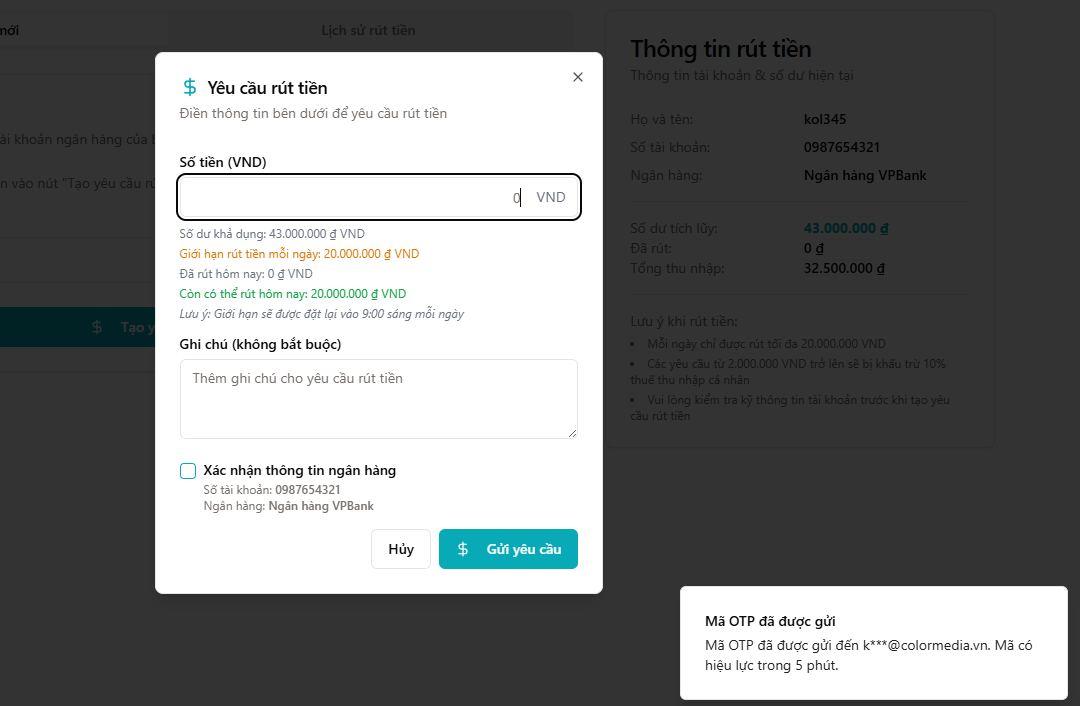 mới
Lịch sử rút tiền
ài khoản ngân hàng của
n vào nút "Tạo yêu cầu
$ Tạo y
Yêu cầu rút tiền
Điền thông tin bên dưới để yêu cầu rút tiền
Số tiền (VND)
0 VND
Số dư khả dụng: 43.000.000 ₫ VND
Giới hạn rút tiền mỗi ngày: 20.000.000 ₫ VND
Đã rút hôm nay: 0 ₫ VND
Còn có thể rút hôm nay: 20.000.000 ₫ VND
Lưu ý: Giới hạn sẽ được đặt lại vào 9:00 sáng mỗi ngày
Ghi chú (không bắt buộc)
Thêm ghi chú cho yêu cầu rút tiền
Xác nhận thông tin ngân hàng
Số tài khoản: 0987654321
Ngân hàng: Ngân hàng VPBank
Hủy
$ Gửi yêu cầu
Thông tin rút tiền
Thông tin tài khoản & số dư hiện tại
Họ và tên: kol345
Số tài khoản: 0987654321
Ngân hàng: Ngân hàng VPBank
Số dư tích lũy: 43.000.000 ₫
Đã rút: 0 ₫
Tổng thu nhập: 32.500.000 ₫
Lưu ý khi rút tiền:
• Mỗi ngày chỉ được rút tối đa 20.000.000 VND
• Các yêu cầu từ 2.000.000 VND trở lên sẽ bị khấu trừ 10%
thuế thu nhập cá nhân
• Vui lòng kiểm tra kỹ thông tin tài khoản trước khi tạo yêu
cầu rút tiền
Mã OTP đã được gửi
Mã OTP đã được gửi đến k***@colormedia.vn. Mã có
hiệu lực trong 5 phút.